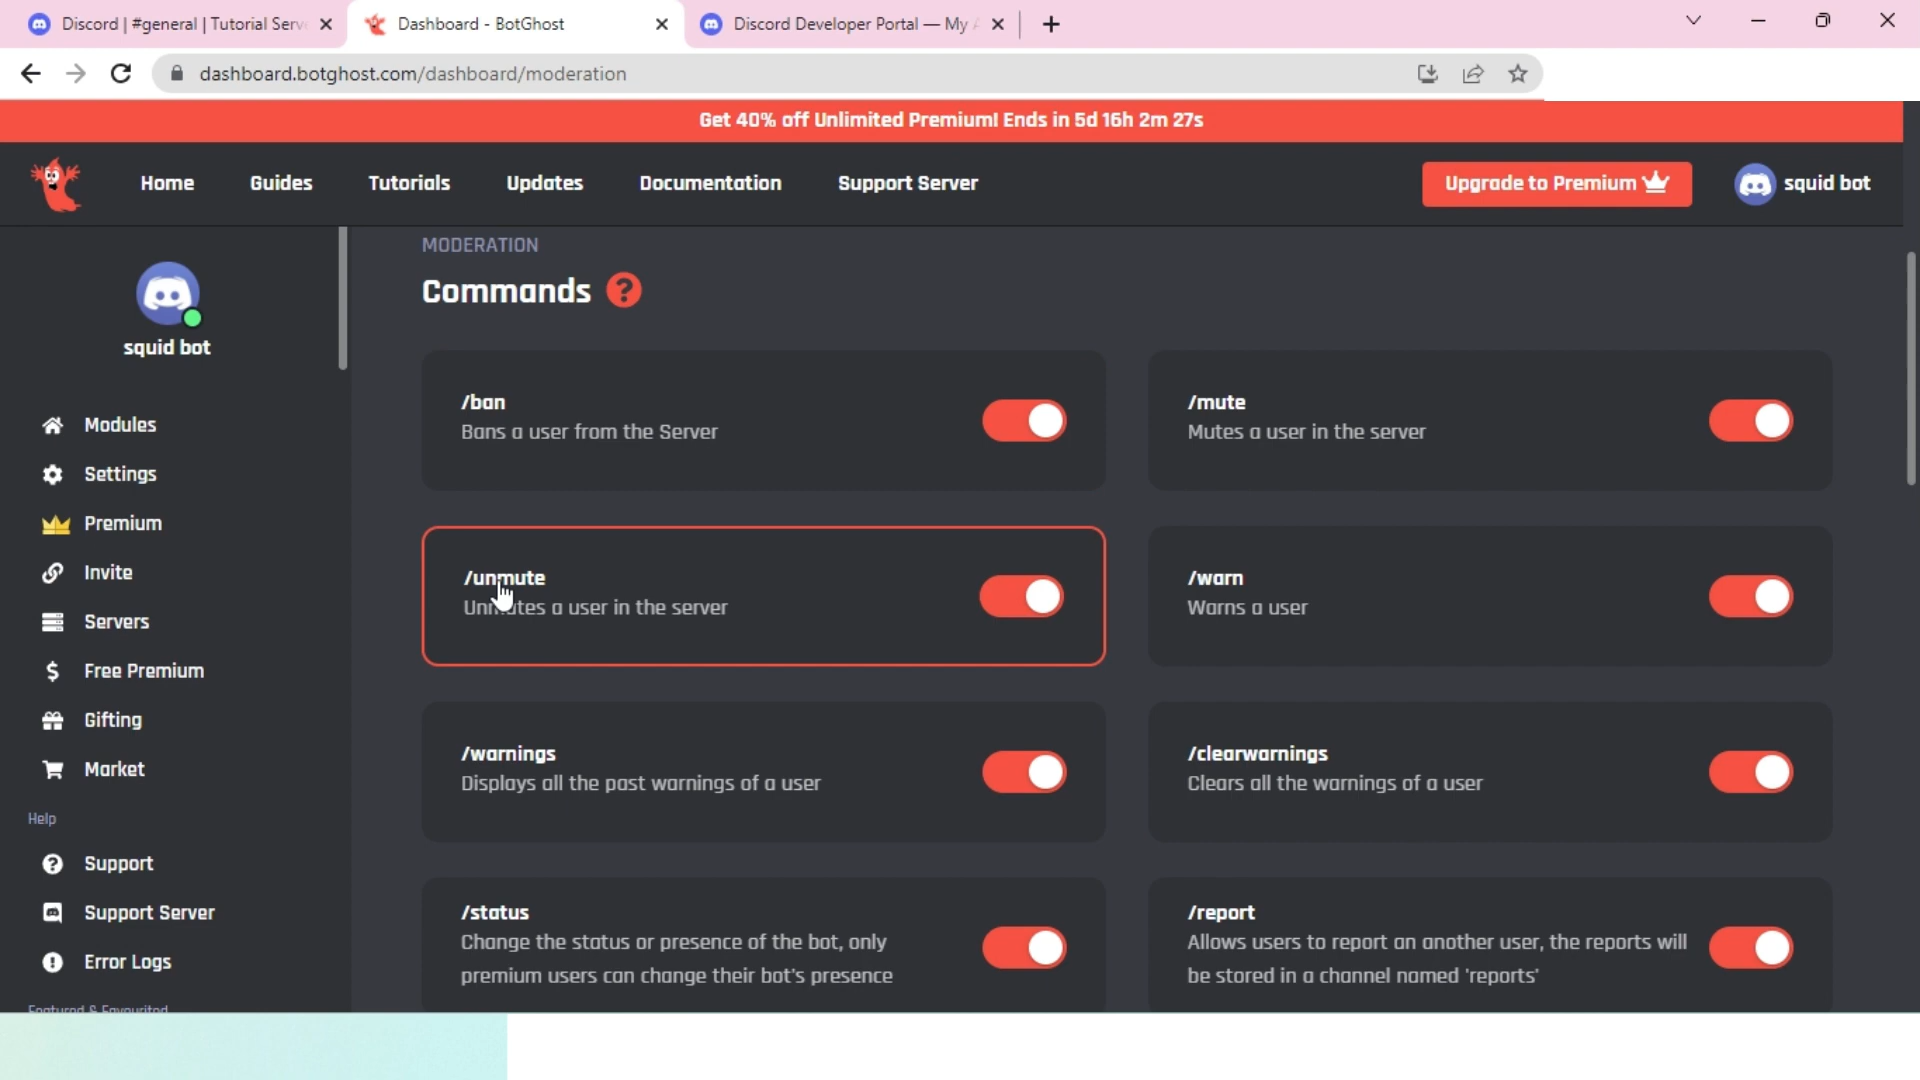 Discord | #general | Tutorial Serv
Dashboard - BotGhost
Discord Developer Portal — My A
dashboard.botghost.com/dashboard/moderation
Get 40% off Unlimited Premium! Ends in 5d 16h 2m 27s
Home
Guides
Tutorials
Updates
Documentation
Support Server
Upgrade to Premium
squid bot
squid bot
Modules
Settings
Premium
Invite
Servers
Free Premium
Gifting
Market
Help
Support
Support Server
Error Logs
Featured & Favourited
MODERATION
Commands ?
/ban
Bans a user from the Server
/mute
Mutes a user in the server
/unmute
Unmutes a user in the server
/warn
Warns a user
/warnings
Displays all the past warnings of a user
/clearwarnings
Clears all the warnings of a user
/status
Change the status or presence of the bot, only
premium users can change their bot's presence
/report
Allows users to report an another user, the reports will
be stored in a channel named 'reports'